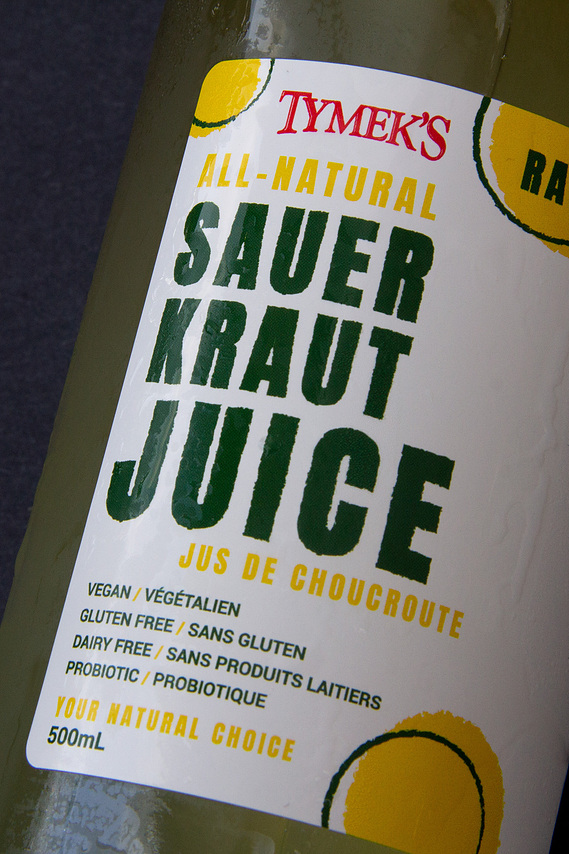 TYMEK'S
ALL-NATURAL
SAUER
KRAUT
JUICE
JUS DE CHOUCROUTE
VEGAN / VÉGÉTALIEN
GLUTEN FREE / SANS GLUTEN
DAIRY FREE / SANS PRODUITS LAITIERS
PROBIOTIC / PROBIOTIQUE
YOUR NATURAL CHOICE
500mL